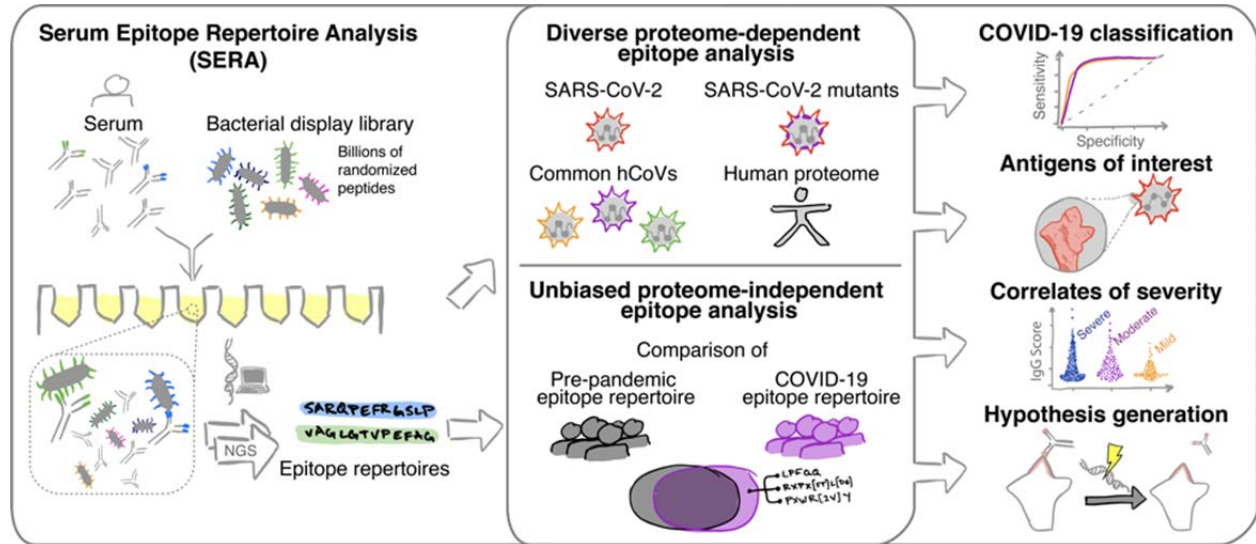 Serum Epitope Repertoire Analysis
(SERA)
Serum
Bacterial display library
Billions of
randomized
peptides
NGS
SARQPEFRGSLP
VAGLGTVPEFAG
Epitope repertoires
Diverse proteome-dependent
epitope analysis
SARS-CoV-2
SARS-CoV-2 mutants
Common hCoVs
Human proteome
Unbiased proteome-independent
epitope analysis
Comparison of
Pre-pandemic
epitope repertoire
COVID-19
epitope repertoire
LPFQQ
COVID-19 classification
Sensitivity
Specificity
Antigens of interest
Correlates of severity
IgG Score
Severe
Moderate
Mild
Hypothesis generation